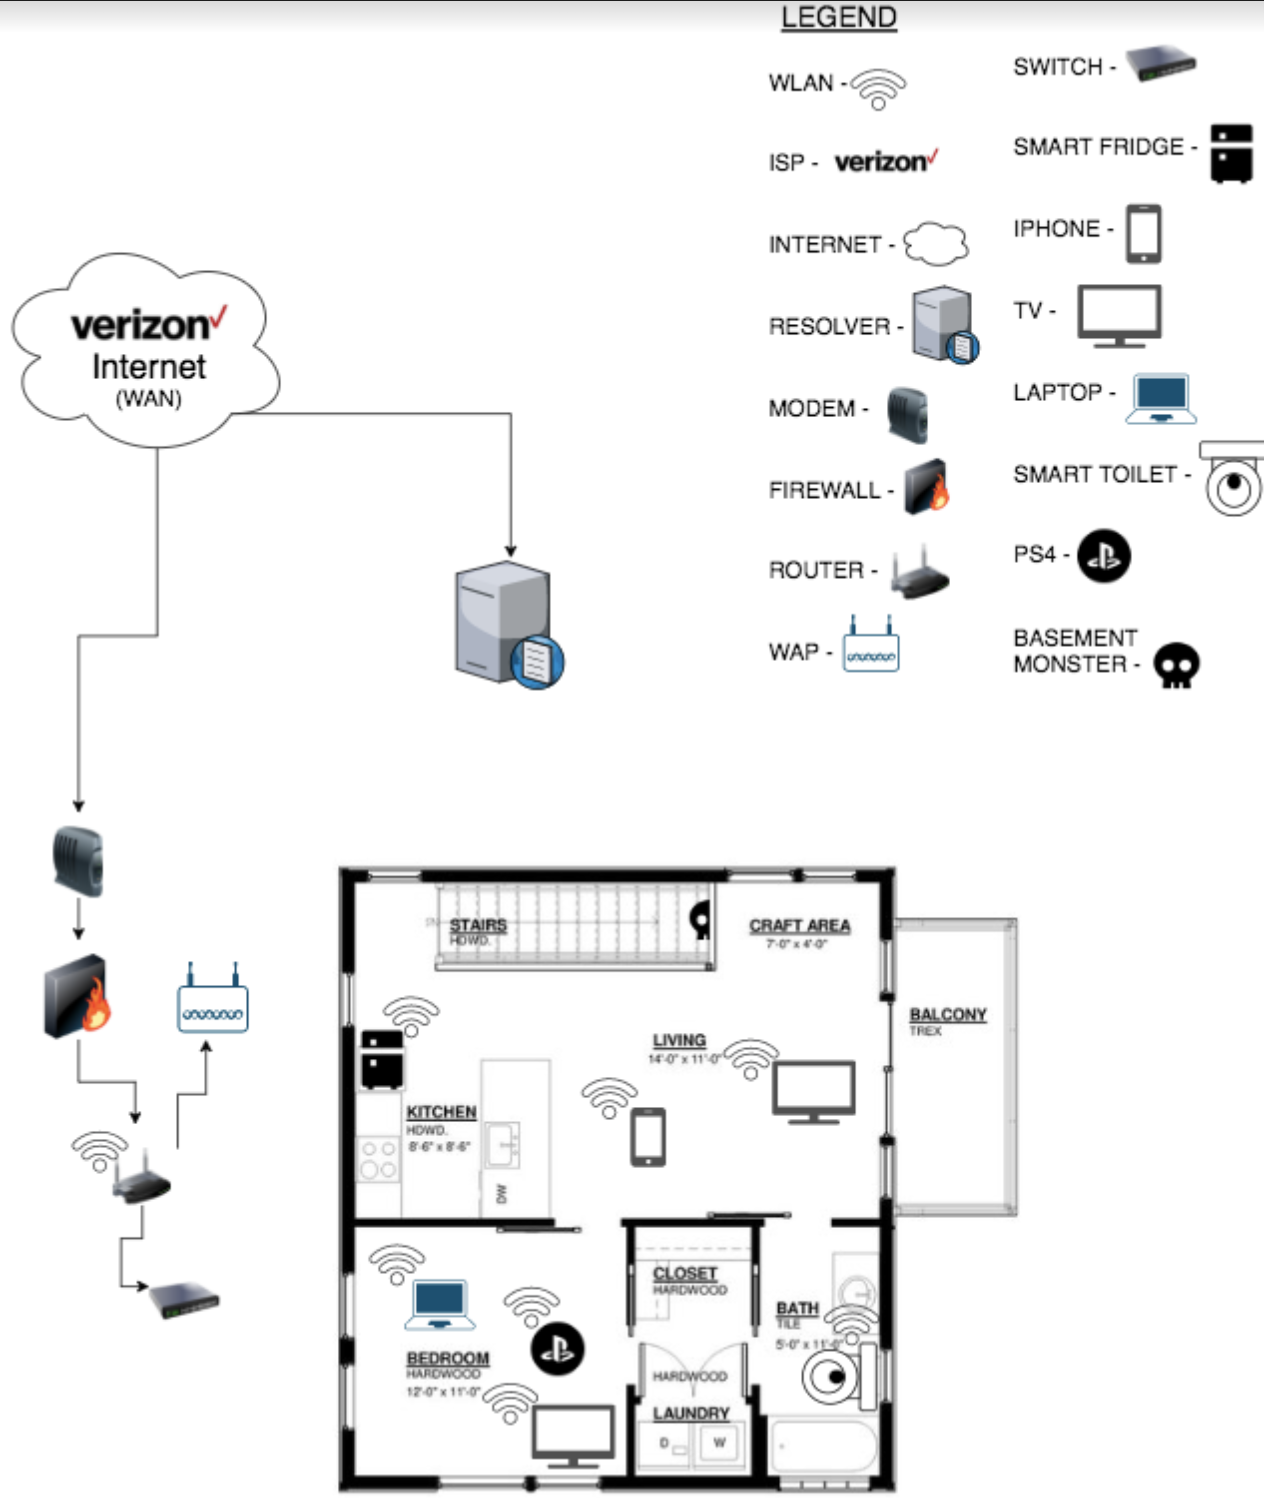 LEGEND
WLAN -
ISP - verizon
INTERNET -
RESOLVER -
MODEM -
FIREWALL -
ROUTER -
WAP -
SWITCH -
SMART FRIDGE -
IPHONE -
TV -
LAPTOP -
SMART TOILET -
PS4 -
BASEMENT
MONSTER -
verizon
Internet
(WAN)
STAIRS
HDWD.
CRAFT AREA
7'-0" x 4'-0"
BALCONY
TREX
LIVING
14'-0" x 11'-0"
KITCHEN
HDWD.
8'-6" x 8'-6"
DW
CLOSET
HARDWOOD
BATH
TILE
5'-0" x 11'-0"
BEDROOM
HARDWOOD
12'-0" x 11'-0"
HARDWOOD
LAUNDRY
D
W